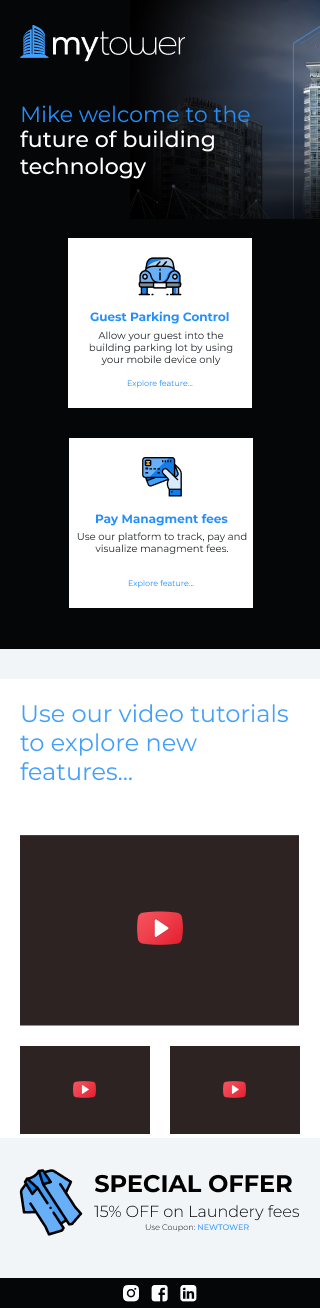 mytower
Mike welcome to the
future of building
technology
Guest Parking Control
Allow your guest into the
building parking lot by using
your mobile device only
Explore feature...
Pay Managment fees
Use our platform to track, pay and
visualize managment fees.
Explore feature...
Use our video tutorials
to explore new
features...
SPECIAL OFFER
15% OFF on Laundery fees
Use Coupon: NEWTOWER
in